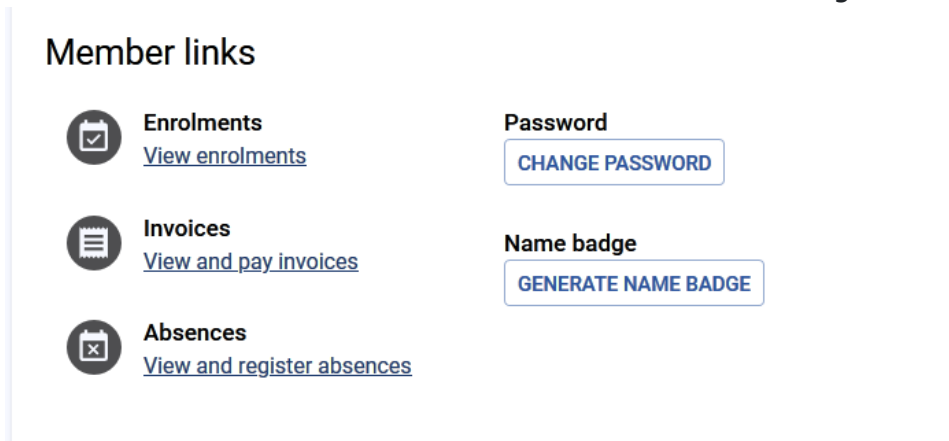 Member links
Enrolments
View enrolments
Invoices
View and pay invoices
Absences
View and register absences
Password
CHANGE PASSWORD
Name badge
GENERATE NAME BADGE